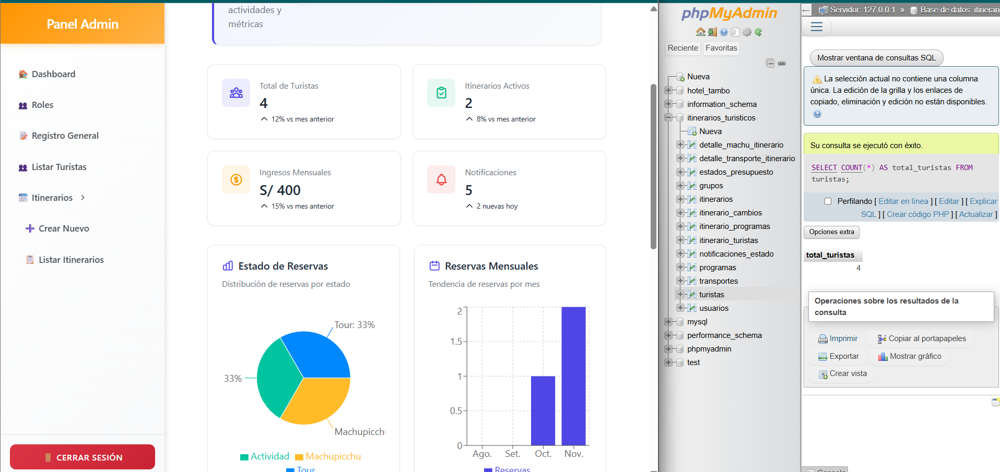 Panel Admin
Dashboard
Roles
Registro General
Listar Turistas
Itinerarios
Crear Nuevo
Listar Itinerarios
CERRAR SESIÓN
actividades y
métricas
Total de Turistas
4
12% vs mes anterior
Itinerarios Activos
2
8% vs mes anterior
Ingresos Mensuales
S/ 400
15% vs mes anterior
Notificaciones
5
2 nuevas hoy
Estado de Reservas
Distribución de reservas por estado
Tour: 33%
33%
Machupicch
Actividad Machupicchu
Tour
Reservas Mensuales
Tendencia de reservas por mes
2
1.5
1
0.5
0
Ago. Set. Oct. Nov.
Reservas
phpMyAdmin
Reciente Favoritas
Nueva
hotel_tambo
information_schema
itinerarios_turisticos
Nueva
detalle_machu_itinerario
detalle_transporte_itinerario
estados_presupuesto
grupos
itinerarios
itinerario_cambios
itinerario_programas
itinerario_turistas
notificaciones_estado
programas
transportes
turistas
usuarios
mysql
performance_schema
phpmyadmin
test
Servidor: 127.0.0.1 » Base de datos: itinerari
Mostrar ventana de consultas SQL
La selección actual no contiene una columna
única. La edición de la grilla y los enlaces de
copiado, eliminación y edición no están disponibles.
Su consulta se ejecutó con éxito.
SELECT COUNT(*) AS total_turistas FROM
turistas;
Perfilando [ Editar en línea ] [ Editar ] [ Explicar
SQL ] [ Crear código PHP ] [ Actualizar ]
Opciones extra
total_turistas
4
Operaciones sobre los resultados de la
consulta
Imprimir Copiar al portapapeles
Exportar Mostrar gráfico
Crear vista
Consola